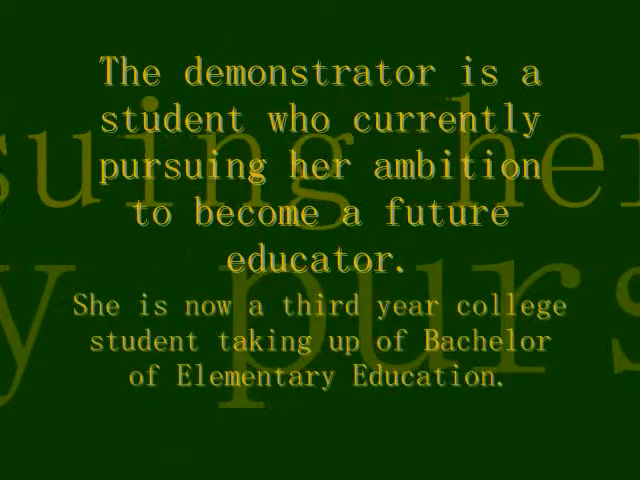 The demonstrator is a
student who currently
pursuing her ambition
to become a future
educator.
She is now a third year college
student taking up of Bachelor
of Elementary Education.